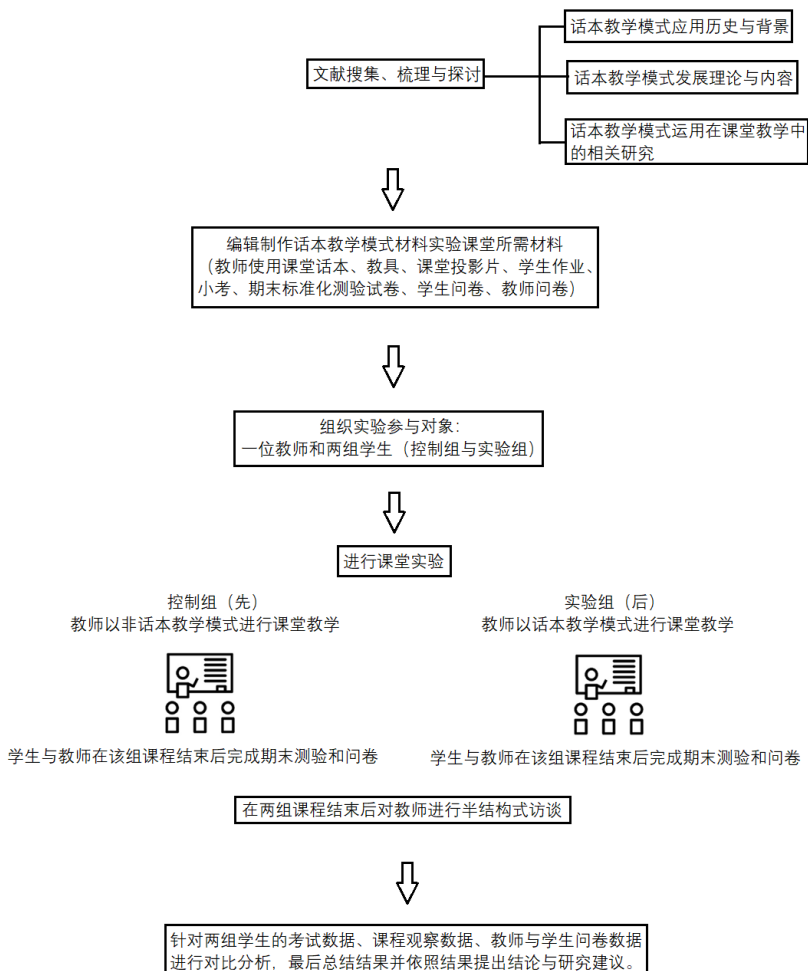 话本教学模式应用历史与背景
文献搜集、梳理与探讨
话本教学模式发展理论与内容
话本教学模式运用在课堂教学中
的相关研究
编辑制作话本教学模式材料实验课堂所需材料
（教师使用课堂话本、教具、课堂投影片、学生作业、
小考、期末标准化测验试卷、学生问卷、教师问卷）
组织实验参与对象：
一位教师和两组学生（控制组与实验组）
进行课堂实验
控制组（先）
教师以非话本教学模式进行课堂教学
实验组（后）
教师以话本教学模式进行课堂教学
学生与教师在该组课程结束后完成期末测验和问卷
学生与教师在该组课程结束后完成期末测验和问卷
在两组课程结束后对教师进行半结构式访谈
针对两组学生的考试数据、课程观察数据、教师与学生问卷数据
进行对比分析，最后总结结果并依照结果提出结论与研究建议。